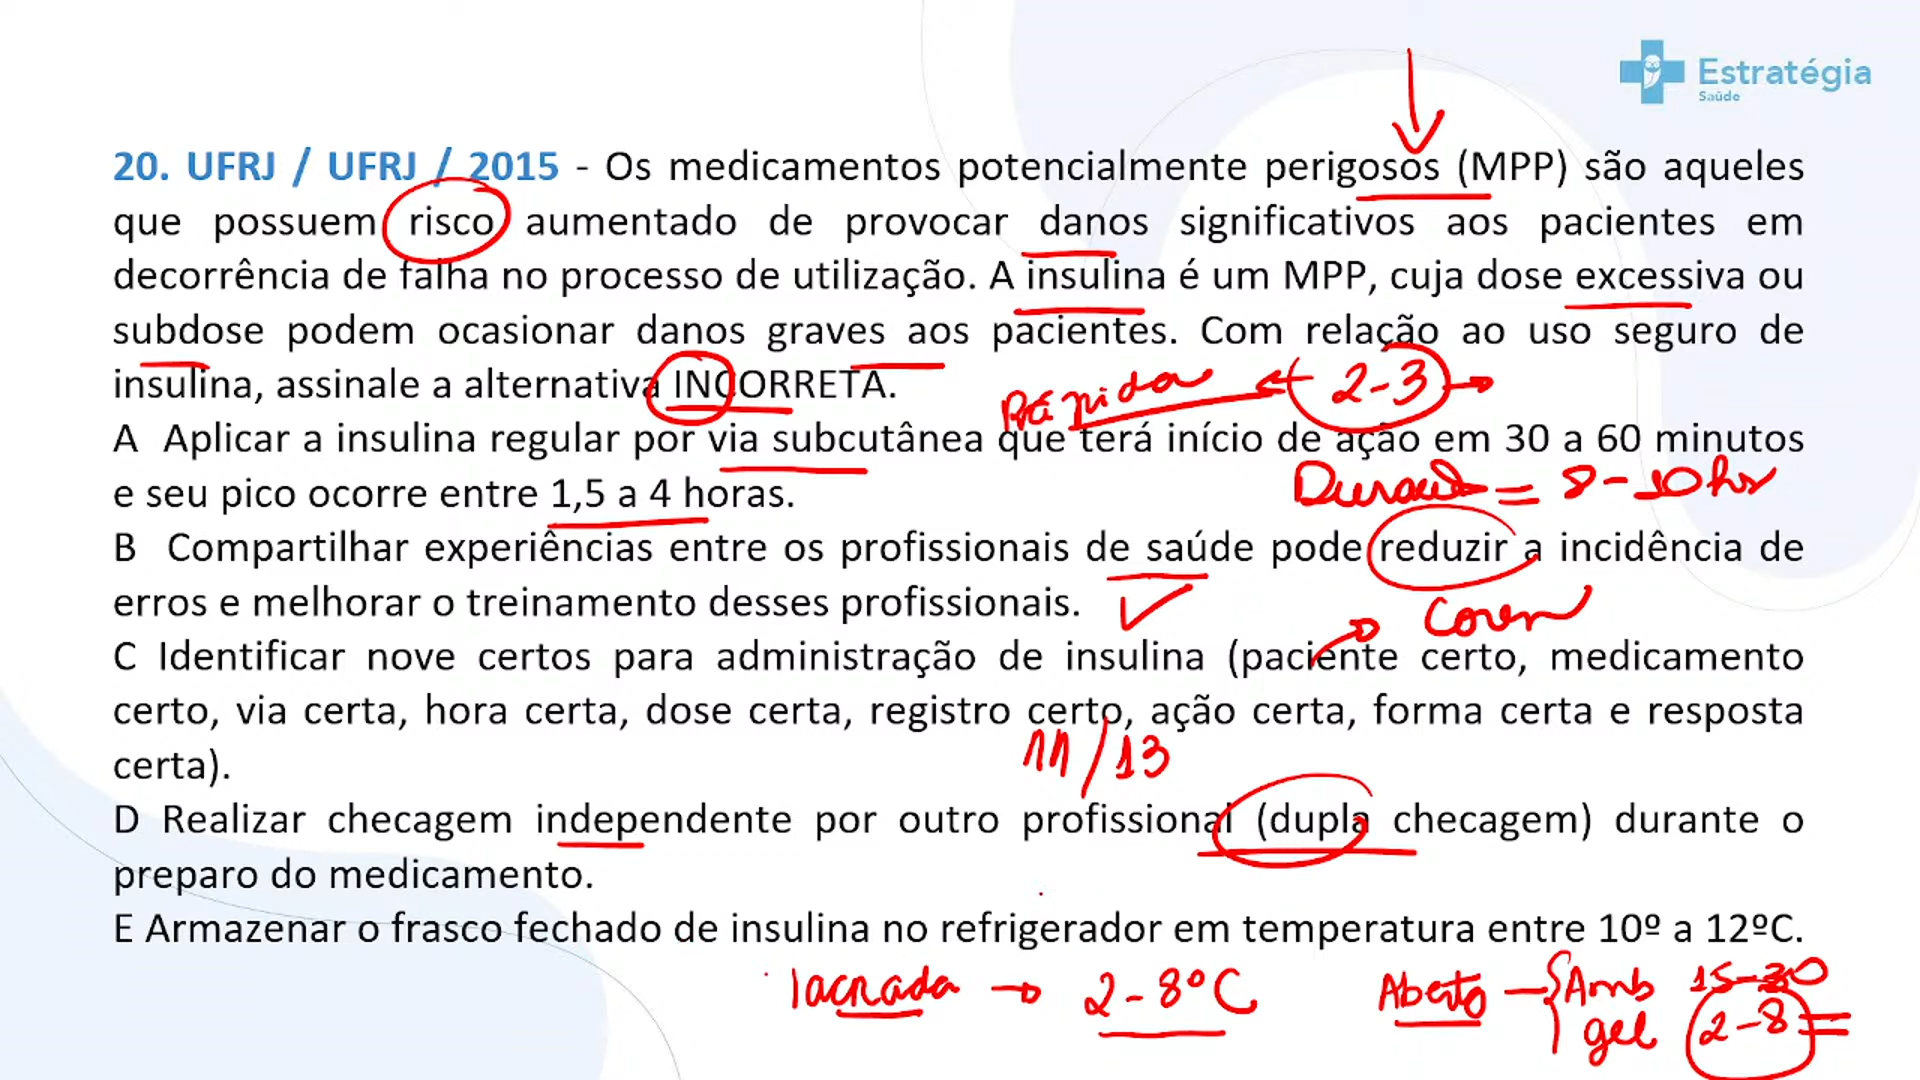 Estratégia
Saúde
20. UFRJ / UFRJ / 2015 - Os medicamentos potencialmente perigosos (MPP) são aqueles
que possuem risco aumentado de provocar danos significativos aos pacientes em
decorrência de falha no processo de utilização. A insulina é um MPP, cuja dose excessiva ou
subdose podem ocasionar danos graves aos pacientes. Com relação ao uso seguro de
insulina, assinale a alternativa INCORRETA.
Rápida ← 2-3 →
A Aplicar a insulina regular por via subcutânea que terá início de ação em 30 a 60 minutos
e seu pico ocorre entre 1,5 a 4 horas.
= 8-10hs
B Compartilhar experiências entre os profissionais de saúde pode reduzir a incidência de
erros e melhorar o treinamento desses profissionais.
→ Coren
C Identificar nove certos para administração de insulina (paciente certo, medicamento
certo, via certa, hora certa, dose certa, registro certo, ação certa, forma certa e resposta
certa).
11/13
D Realizar checagem independente por outro profissional (dupla checagem) durante o
preparo do medicamento.
E Armazenar o frasco fechado de insulina no refrigerador em temperatura entre 10º a 12ºC.
lacrada → 2-8°C
Aberto
Amb 15-30
gel 2-8